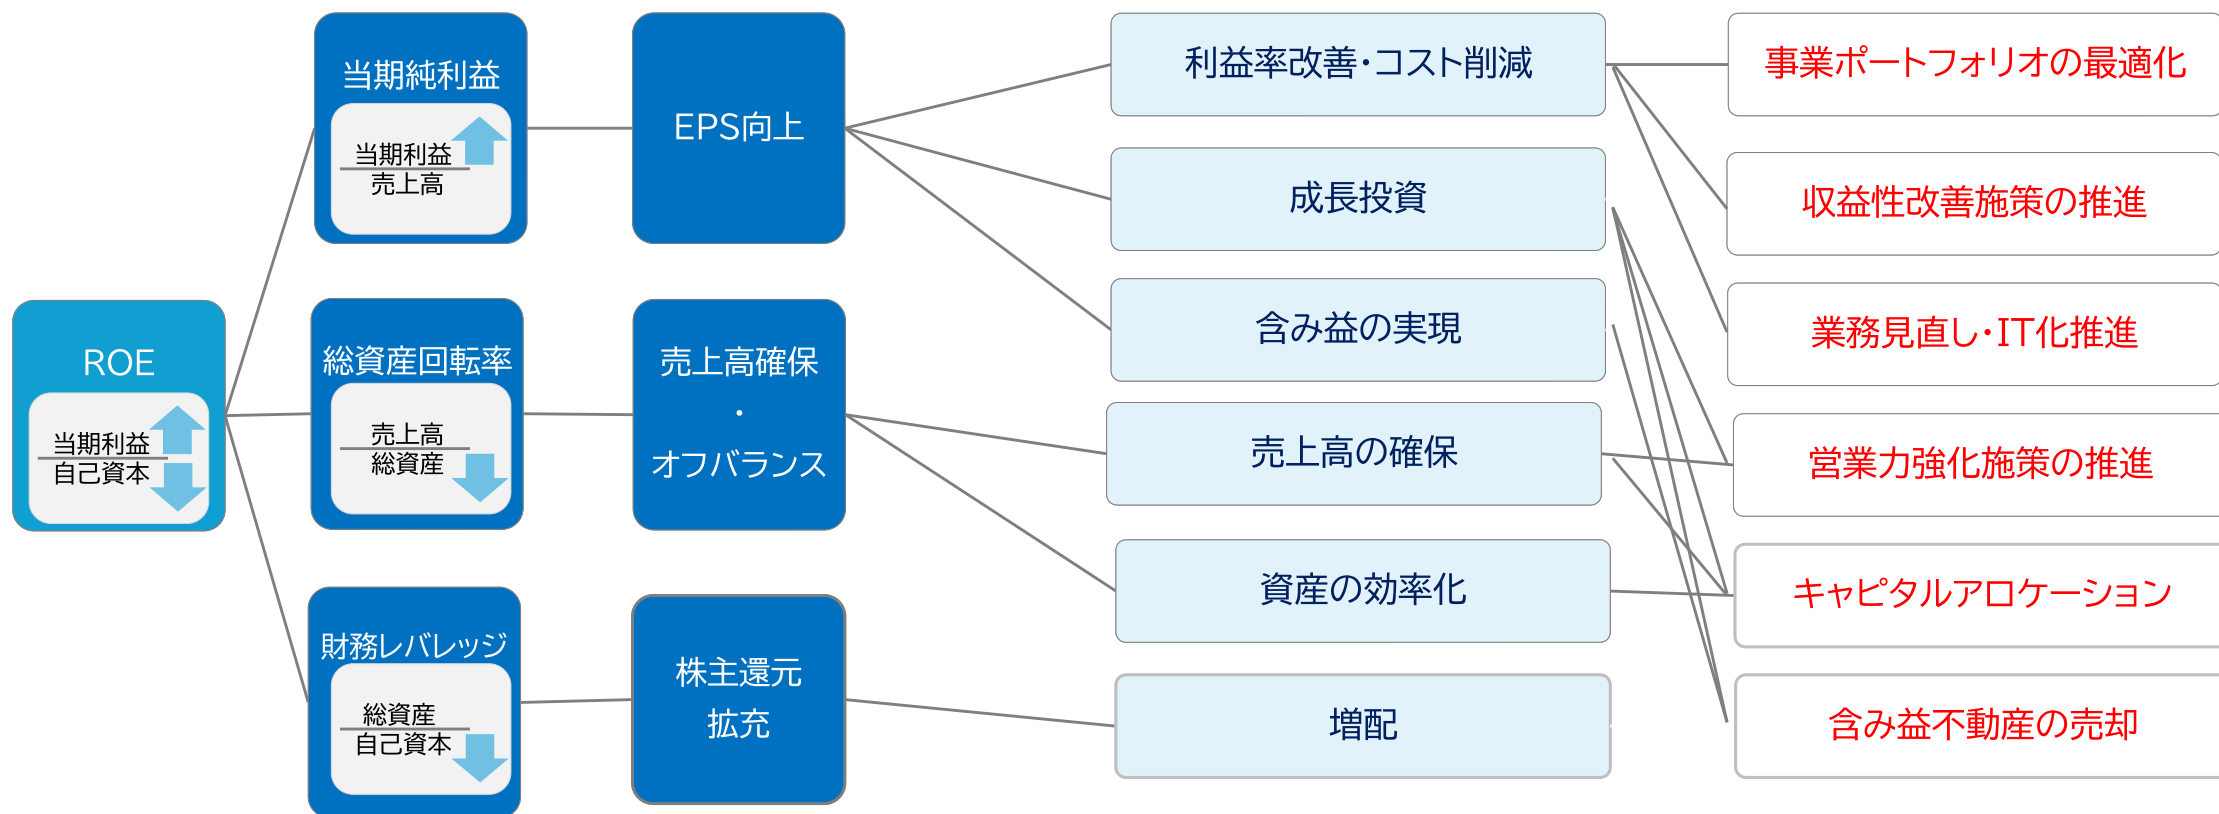 ROE
当期利益
自己資本
当期純利益
当期利益
売上高
総資産回転率
売上高
総資産
財務レバレッジ
総資産
自己資本
EPS向上
売上高確保
・
オフバランス
株主還元
拡充
利益率改善・コスト削減
成長投資
含み益の実現
売上高の確保
資産の効率化
増配
事業ポートフォリオの最適化
収益性改善施策の推進
業務見直し・IT化推進
営業力強化施策の推進
キャピタルアロケーション
含み益不動産の売却